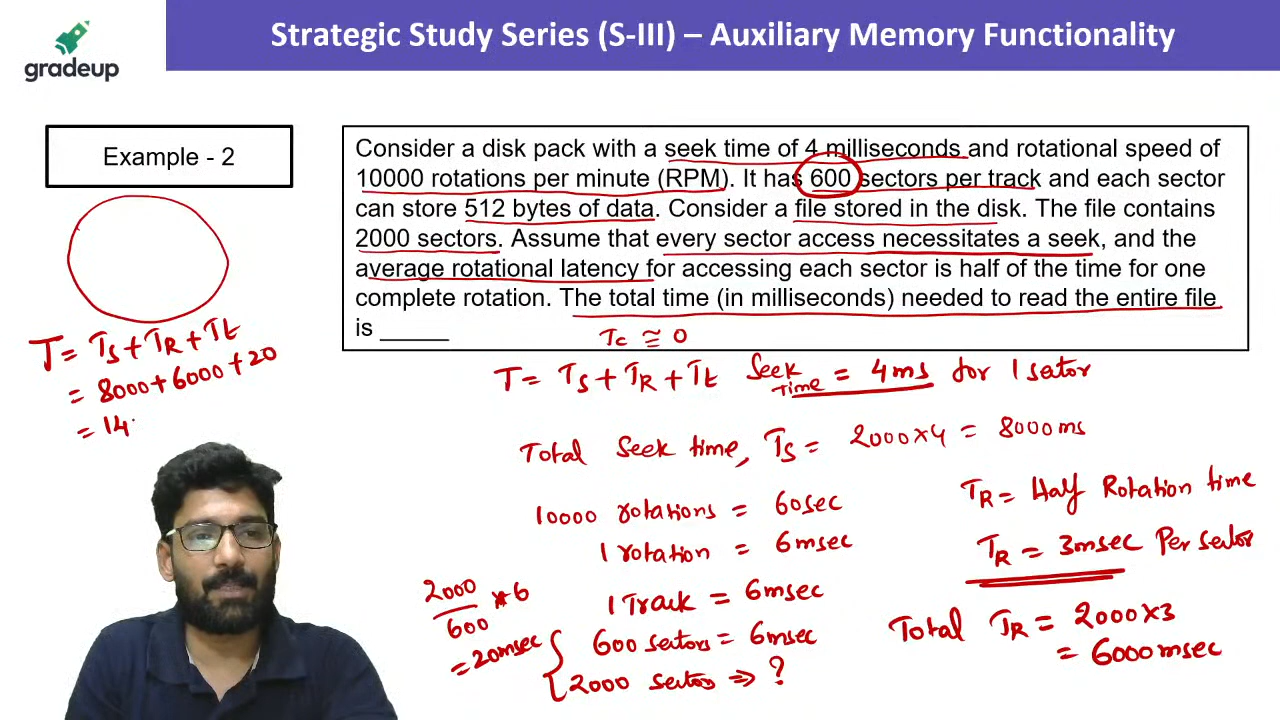 Strategic Study Series (S-III) – Auxiliary Memory Functionality
gradeup
Example - 2
Consider a disk pack with a seek time of 4 milliseconds and rotational speed of
10000 rotations per minute (RPM). It has 600 sectors per track and each sector
can store 512 bytes of data. Consider a file stored in the disk. The file contains
2000 sectors. Assume that every sector access necessitates a seek, and the
average rotational latency for accessing each sector is half of the time for one
complete rotation. The total time (in milliseconds) needed to read the entire file
is _____
Tc ≅ 0
T = TS + TR + Tt
= 8000 + 6000 + 20
= 14
T = TS + TR + Tt Seek time = 4ms for 1 sector
Total Seek time, TS = 2000×4 = 8000ms
10000 rotations = 60sec
1 rotation = 6msec
TR = Half Rotation time
TR = 3msec Per sector
1 Track = 6msec
600 sectors = 6msec
2000 sectors ⇒ ?
2000/600 * 6
= 20msec
Total TR = 2000×3
= 6000msec